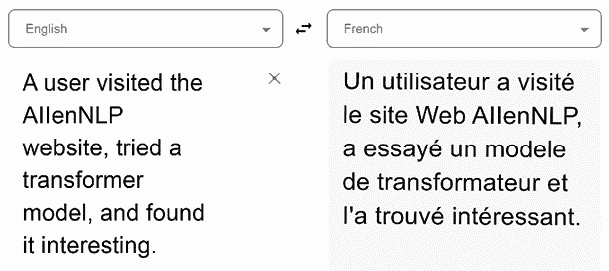 English
French
A user visited the
AllenNLP
website, tried a
transformer
model, and found
it interesting.
Un utilisateur a visité
le site Web AllenNLP,
a essayé un modele
de transformateur et
l'a trouvé intéressant.